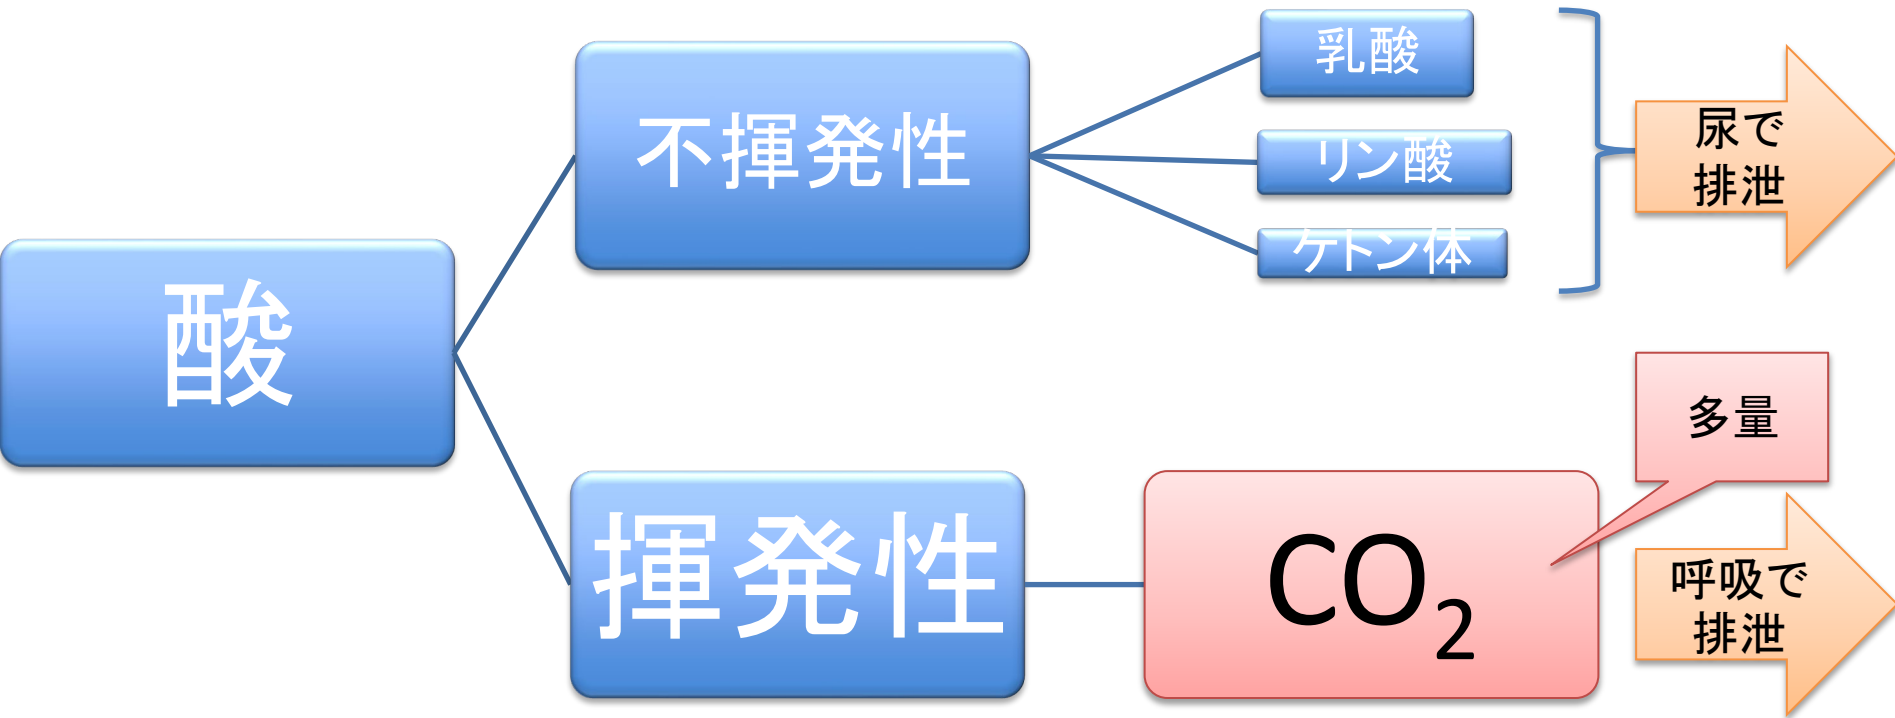 酸
不揮発性
乳酸
リン酸
ケトン体
尿で
排泄
揮発性
CO₂
多量
呼吸で
排泄